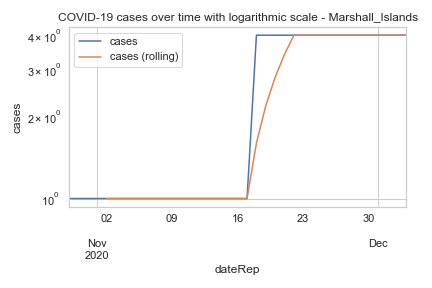 COVID-19 cases over time with logarithmic scale - Marshall_Islands
cases
cases (rolling)
4 × 10⁰
3 × 10⁰
2 × 10⁰
10⁰
cases
02 09 16 23 30
Nov Dec
2020
dateRep